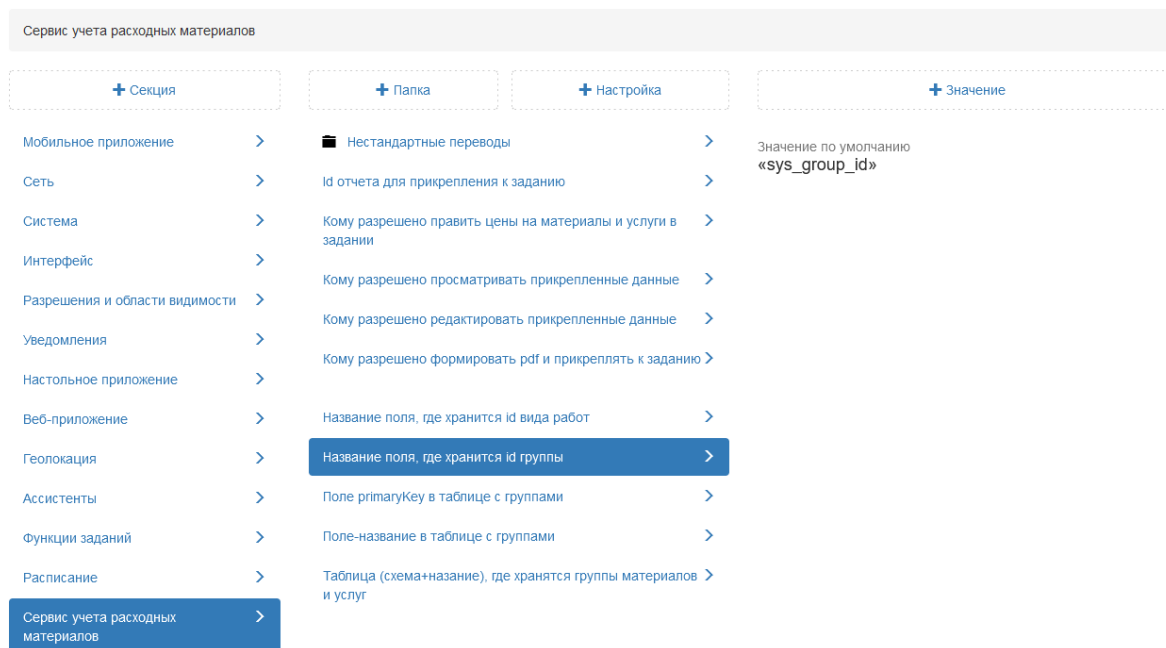 Сервис учета расходных материалов
+ Секция
+ Папка
+ Настройка
+ Значение
Мобильное приложение
Сеть
Система
Интерфейс
Разрешения и области видимости
Уведомления
Настольное приложение
Веб-приложение
Геолокация
Ассистенты
Функции заданий
Расписание
Сервис учета расходных
материалов
Нестандартные переводы
Id отчета для прикрепления к заданию
Кому разрешено править цены на материалы и услуги в
задании
Кому разрешено просматривать прикрепленные данные
Кому разрешено редактировать прикрепленные данные
Кому разрешено формировать pdf и прикреплять к заданию
Название поля, где хранится id вида работ
Название поля, где хранится id группы
Поле primaryKey в таблице с группами
Поле-название в таблице с группами
Таблица (схема+назание), где хранятся группы материалов
и услуг
Значение по умолчанию
«sys_group_id»